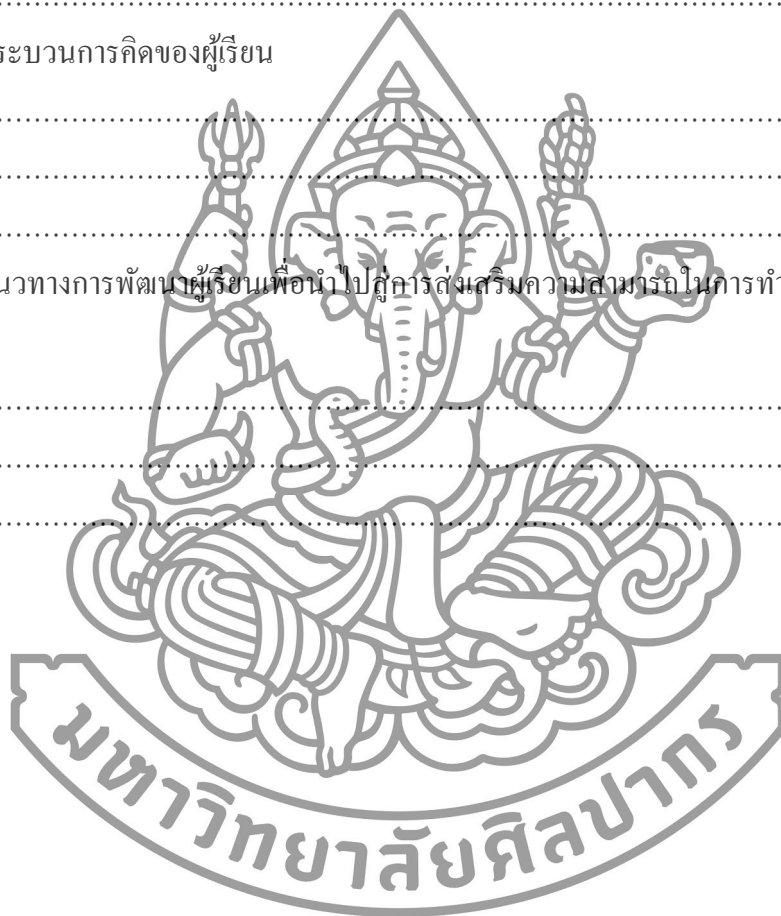 ระบวนการคิดของผู้เรียน
นวทางการพัฒนาผู้เรียนเพื่อนำไปสู่การส่งเสริมความสามารถในการทำ
มหาวิทยาลัยศิลปากร